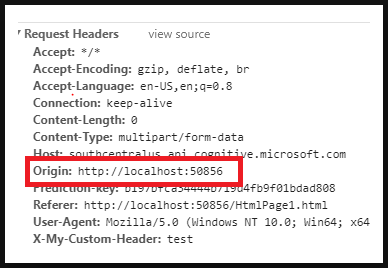 Request Headers view source
Accept: */*
Accept-Encoding: gzip, deflate, br
Accept-Language: en-US,en;q=0.8
Connection: keep-alive
Content-Length: 0
Content-Type: multipart/form-data
Host: southcentralus.api.cognitive.microsoft.com
Origin: http://localhost:50856
Prediction-key:
Referer: http://localhost:50856/HtmlPage1.html
User-Agent: Mozilla/5.0 (Windows NT 10.0; Win64; x64
X-My-Custom-Header: test